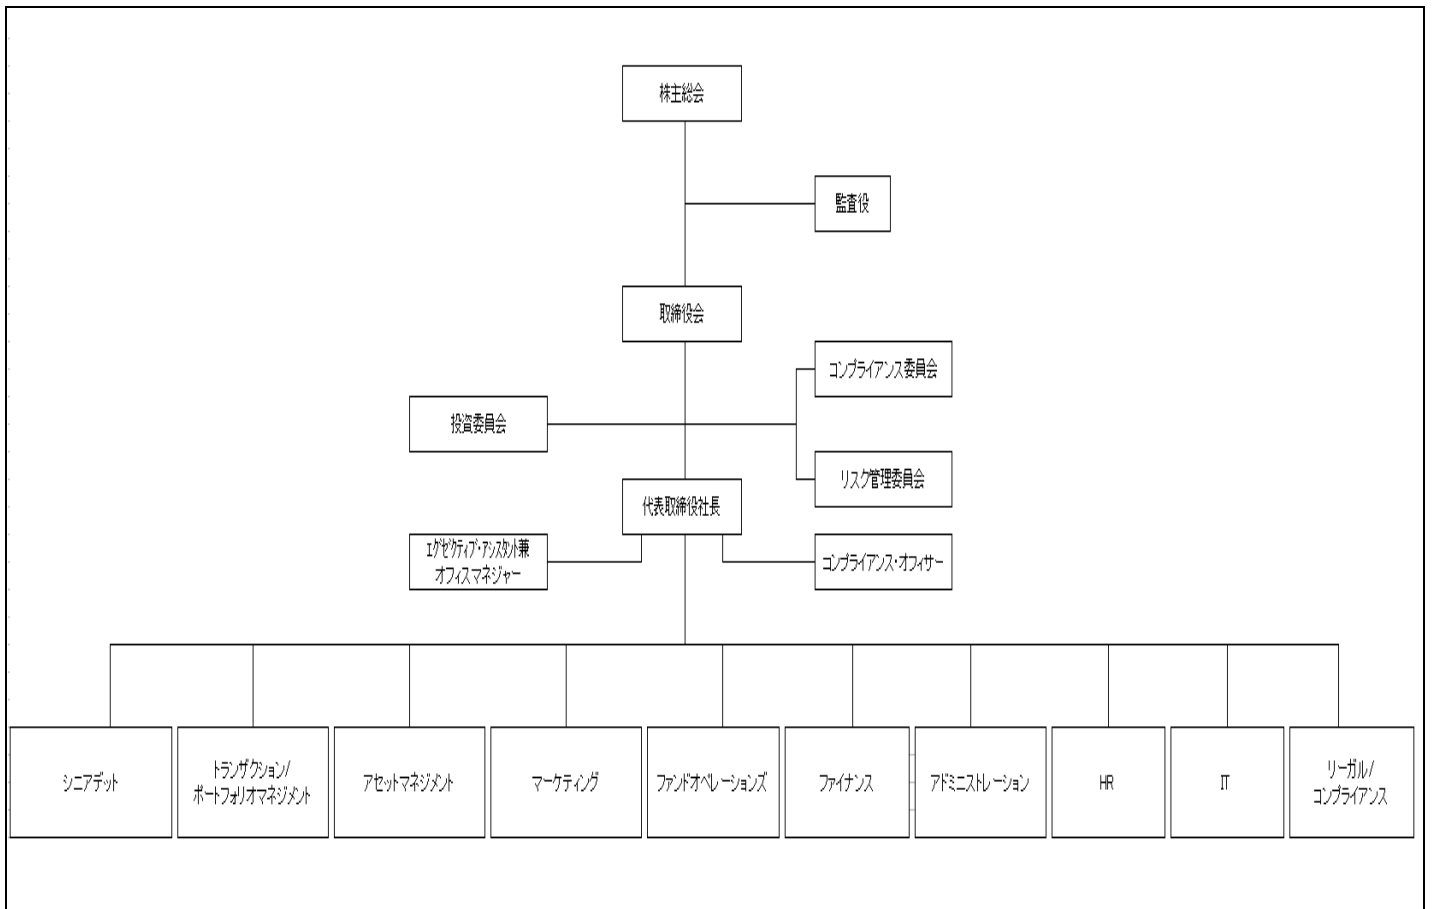 株主総会
監査役
取締役会
コンプライアンス委員会
投資委員会
リスク管理委員会
代表取締役社長
エグゼクティブ・アシスタント兼
オフィスマネジャー
コンプライアンス・オフィサー
シニアデット
トランザクション/
ポートフォリオマネジメント
アセットマネジメント
マーケティング
ファンドオペレーションズ
ファイナンス
アドミニストレーション
HR
IT
リーガル/
コンプライアンス